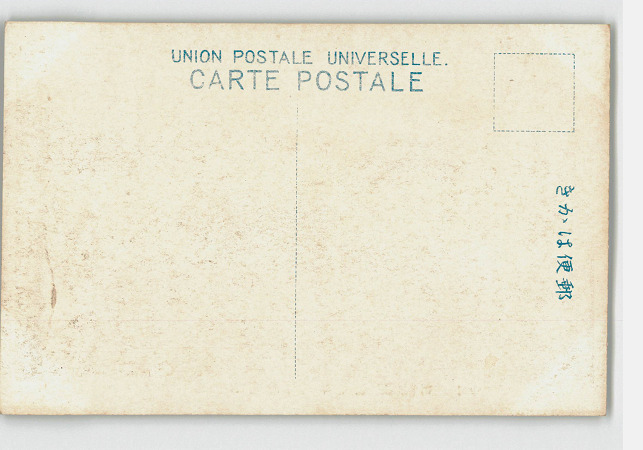 UNION POSTALE UNIVERSELLE.
CARTE POSTALE
きかは便郵